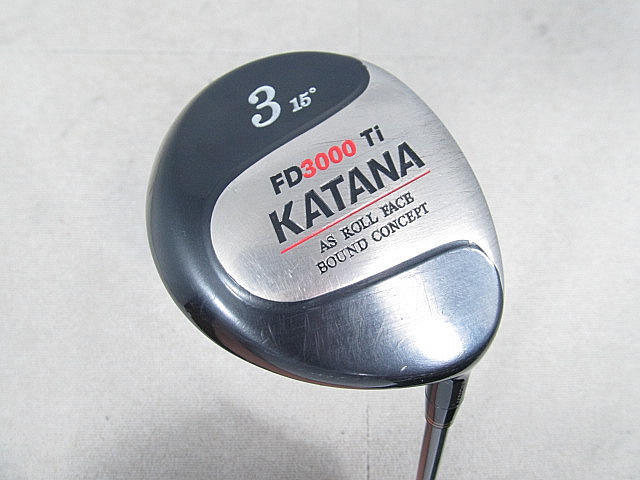 3 15°
FD3000 Ti
KATANA
AS ROLL FACE
BOUND CONCEPT